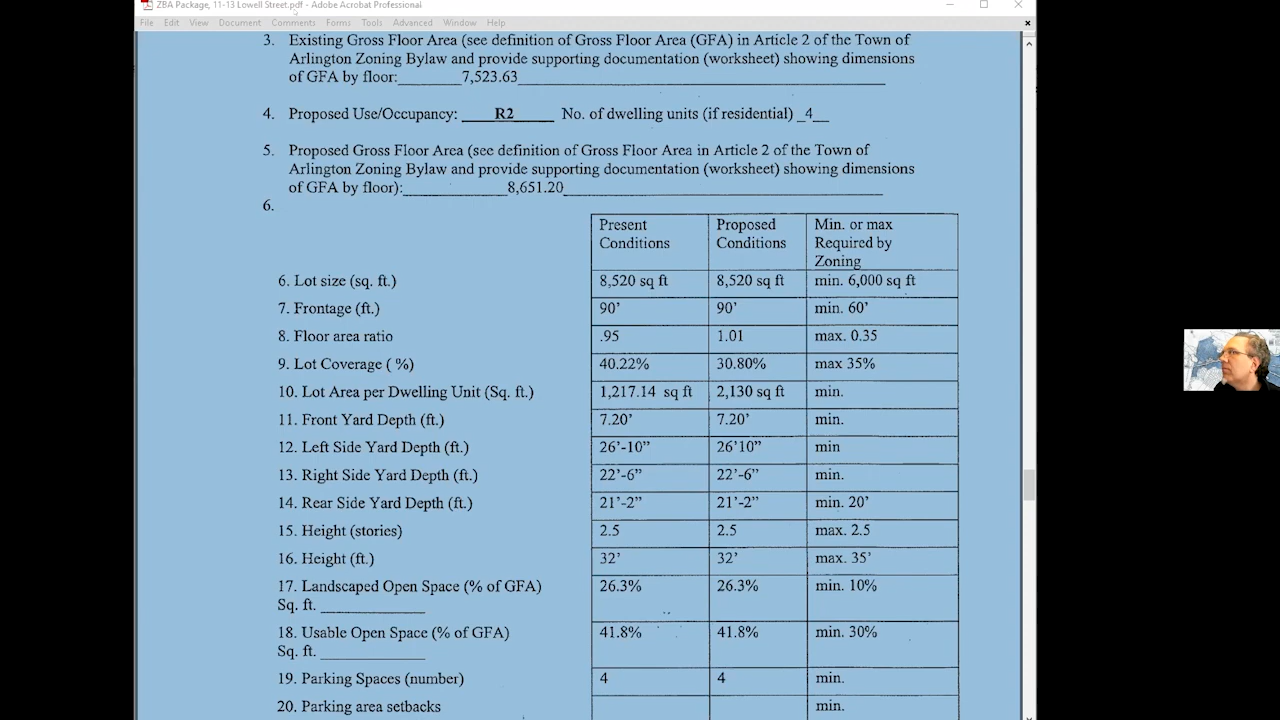 ZBA Package, 11-13 Lowell Street.pdf - Adobe Acrobat Professional
File Edit View Document Comments Forms Tools Advanced Window Help
3. Existing Gross Floor Area (see definition of Gross Floor Area (GFA) in Article 2 of the Town of
Arlington Zoning Bylaw and provide supporting documentation (worksheet) showing dimensions
of GFA by floor: 7,523.63
4. Proposed Use/Occupancy: R2 No. of dwelling units (if residential) 4
5. Proposed Gross Floor Area (see definition of Gross Floor Area in Article 2 of the Town of
Arlington Zoning Bylaw and provide supporting documentation (worksheet) showing dimensions
of GFA by floor): 8,651.20
6.
Present Conditions Proposed Conditions Min. or max Required by Zoning
6. Lot size (sq. ft.) 8,520 sq ft 8,520 sq ft min. 6,000 sq ft
7. Frontage (ft.) 90’ 90’ min. 60’
8. Floor area ratio .95 1.01 max. 0.35
9. Lot Coverage ( %) 40.22% 30.80% max 35%
10. Lot Area per Dwelling Unit (Sq. ft.) 1,217.14 sq ft 2,130 sq ft min.
11. Front Yard Depth (ft.) 7.20’ 7.20’ min.
12. Left Side Yard Depth (ft.) 26’-10” 26’10” min
13. Right Side Yard Depth (ft.) 22’-6” 22’-6” min.
14. Rear Side Yard Depth (ft.) 21’-2” 21’-2” min. 20’
15. Height (stories) 2.5 2.5 max. 2.5
16. Height (ft.) 32’ 32’ max. 35’
17. Landscaped Open Space (% of GFA) 26.3% 26.3% min. 10%
Sq. ft.
18. Usable Open Space (% of GFA) 41.8% 41.8% min. 30%
Sq. ft.
19. Parking Spaces (number) 4 4 min.
20. Parking area setbacks min.